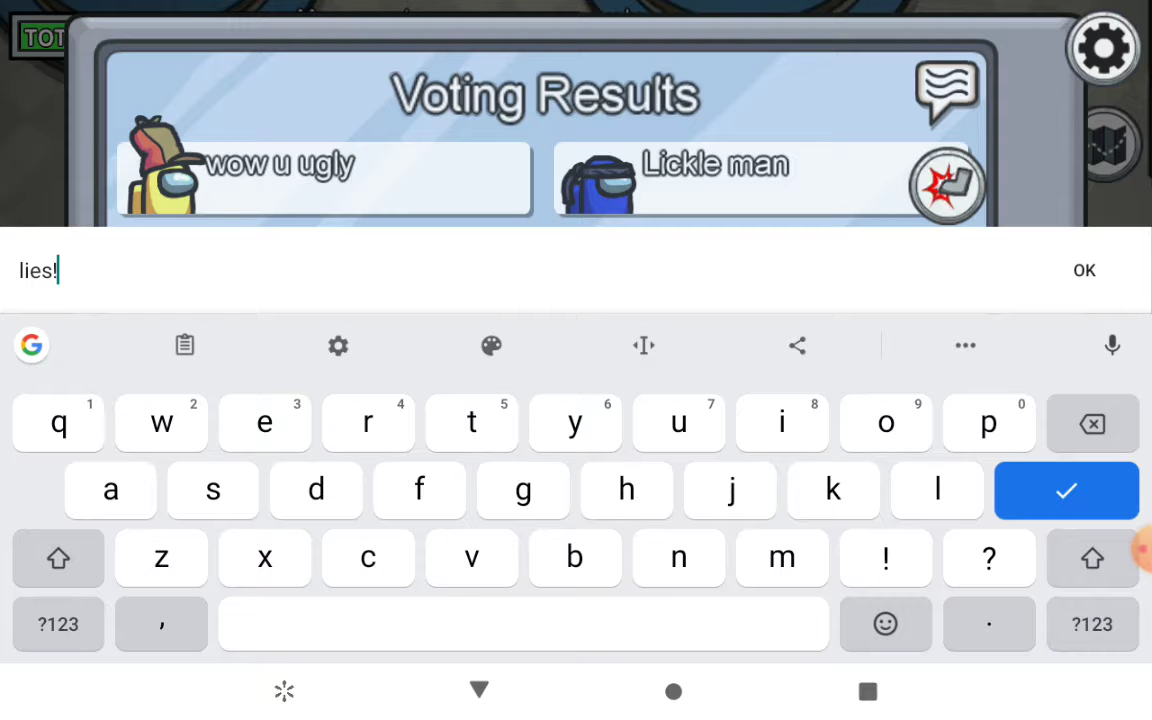 TOT
Voting Results
wow u ugly
Lickle man
lies!
OK
G
q 1 w 2 e 3 r 4 t 5 y 6 u 7 i 8 o 9 p 0
a s d f g h j k l
z x c v b n m ! ?
?123 , . ?123